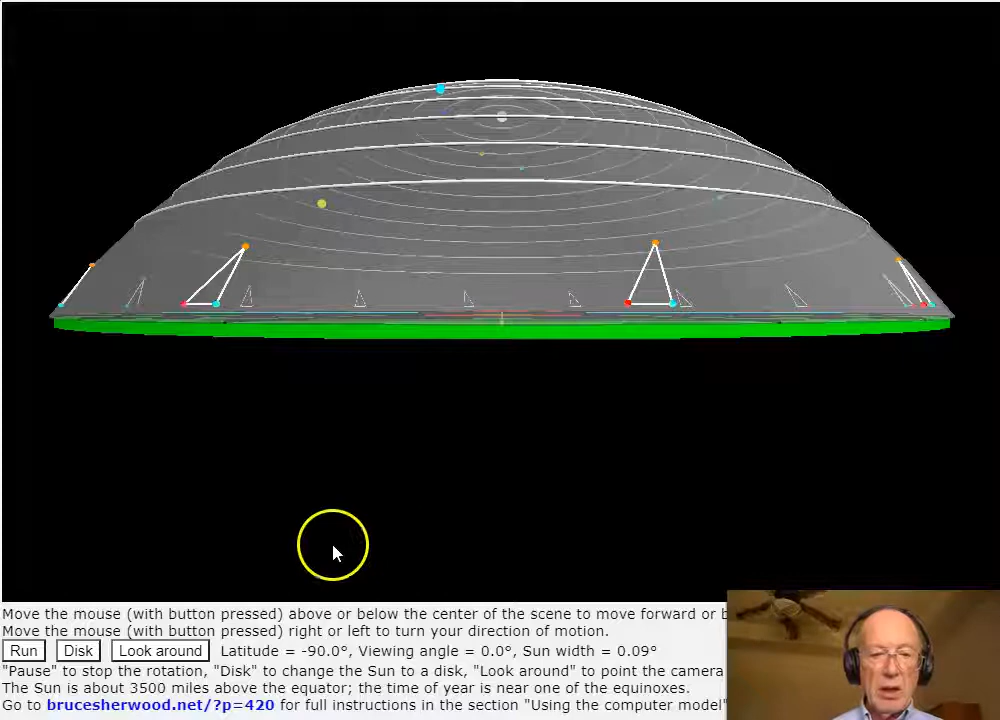 Move the mouse (with button pressed) above or below the center of the scene to move forward or
Move the mouse (with button pressed) right or left to turn your direction of motion.
Run Disk Look around Latitude = -90.0°, Viewing angle = 0.0°, Sun width = 0.09°
"Pause" to stop the rotation, "Disk" to change the Sun to a disk, "Look around" to point the camera
The Sun is about 3500 miles above the equator; the time of year is near one of the equinoxes.
Go to brucesherwood.net/?p=420 for full instructions in the section "Using the computer model"